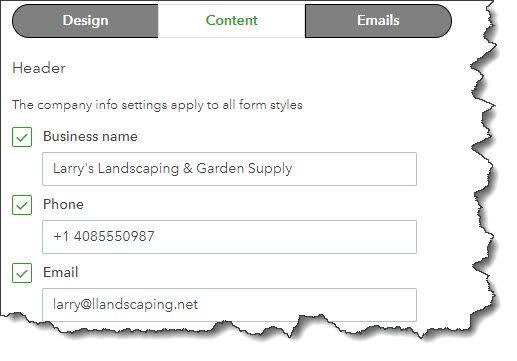 Design Content Emails
Header
The company info settings apply to all form styles
Business name
Larry's Landscaping & Garden Supply
Phone
+1 4085550987
Email
larry@llandscaping.net